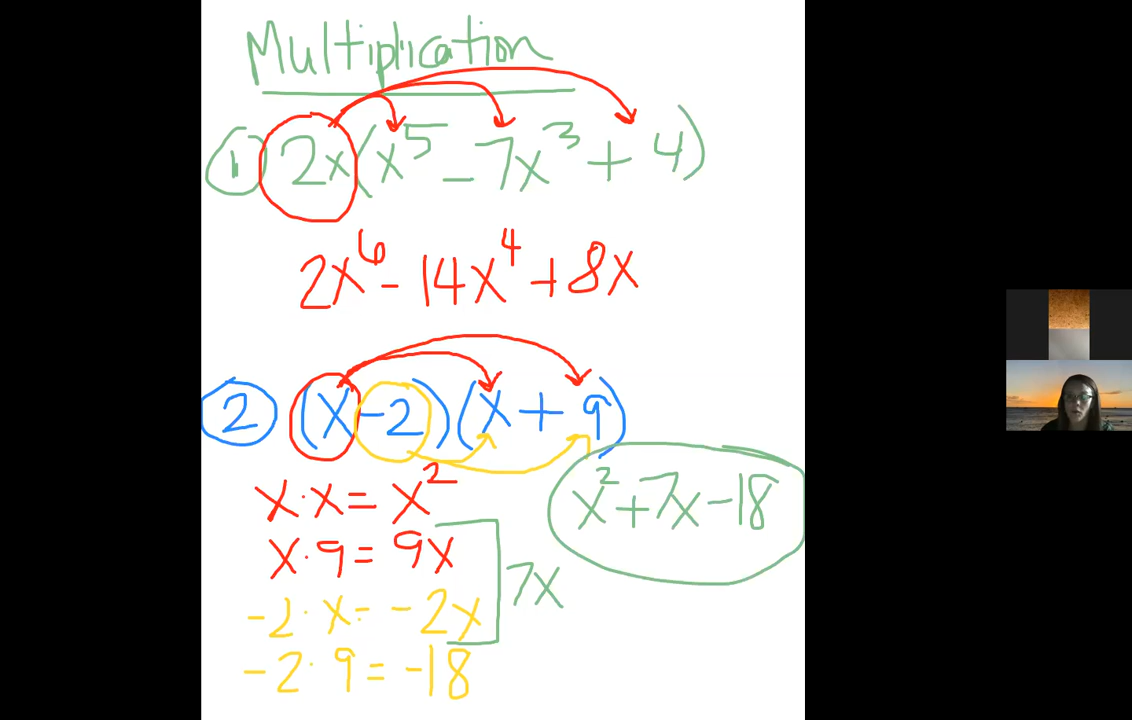 Multiplication
1 2x(x⁵ - 7x³ + 4)
2x⁶ - 14x⁴ + 8x
2 (x - 2)(x + 9)
x · x = x²
x · 9 = 9x
-2 · x = -2x
-2 · 9 = -18
7x
x² + 7x - 18